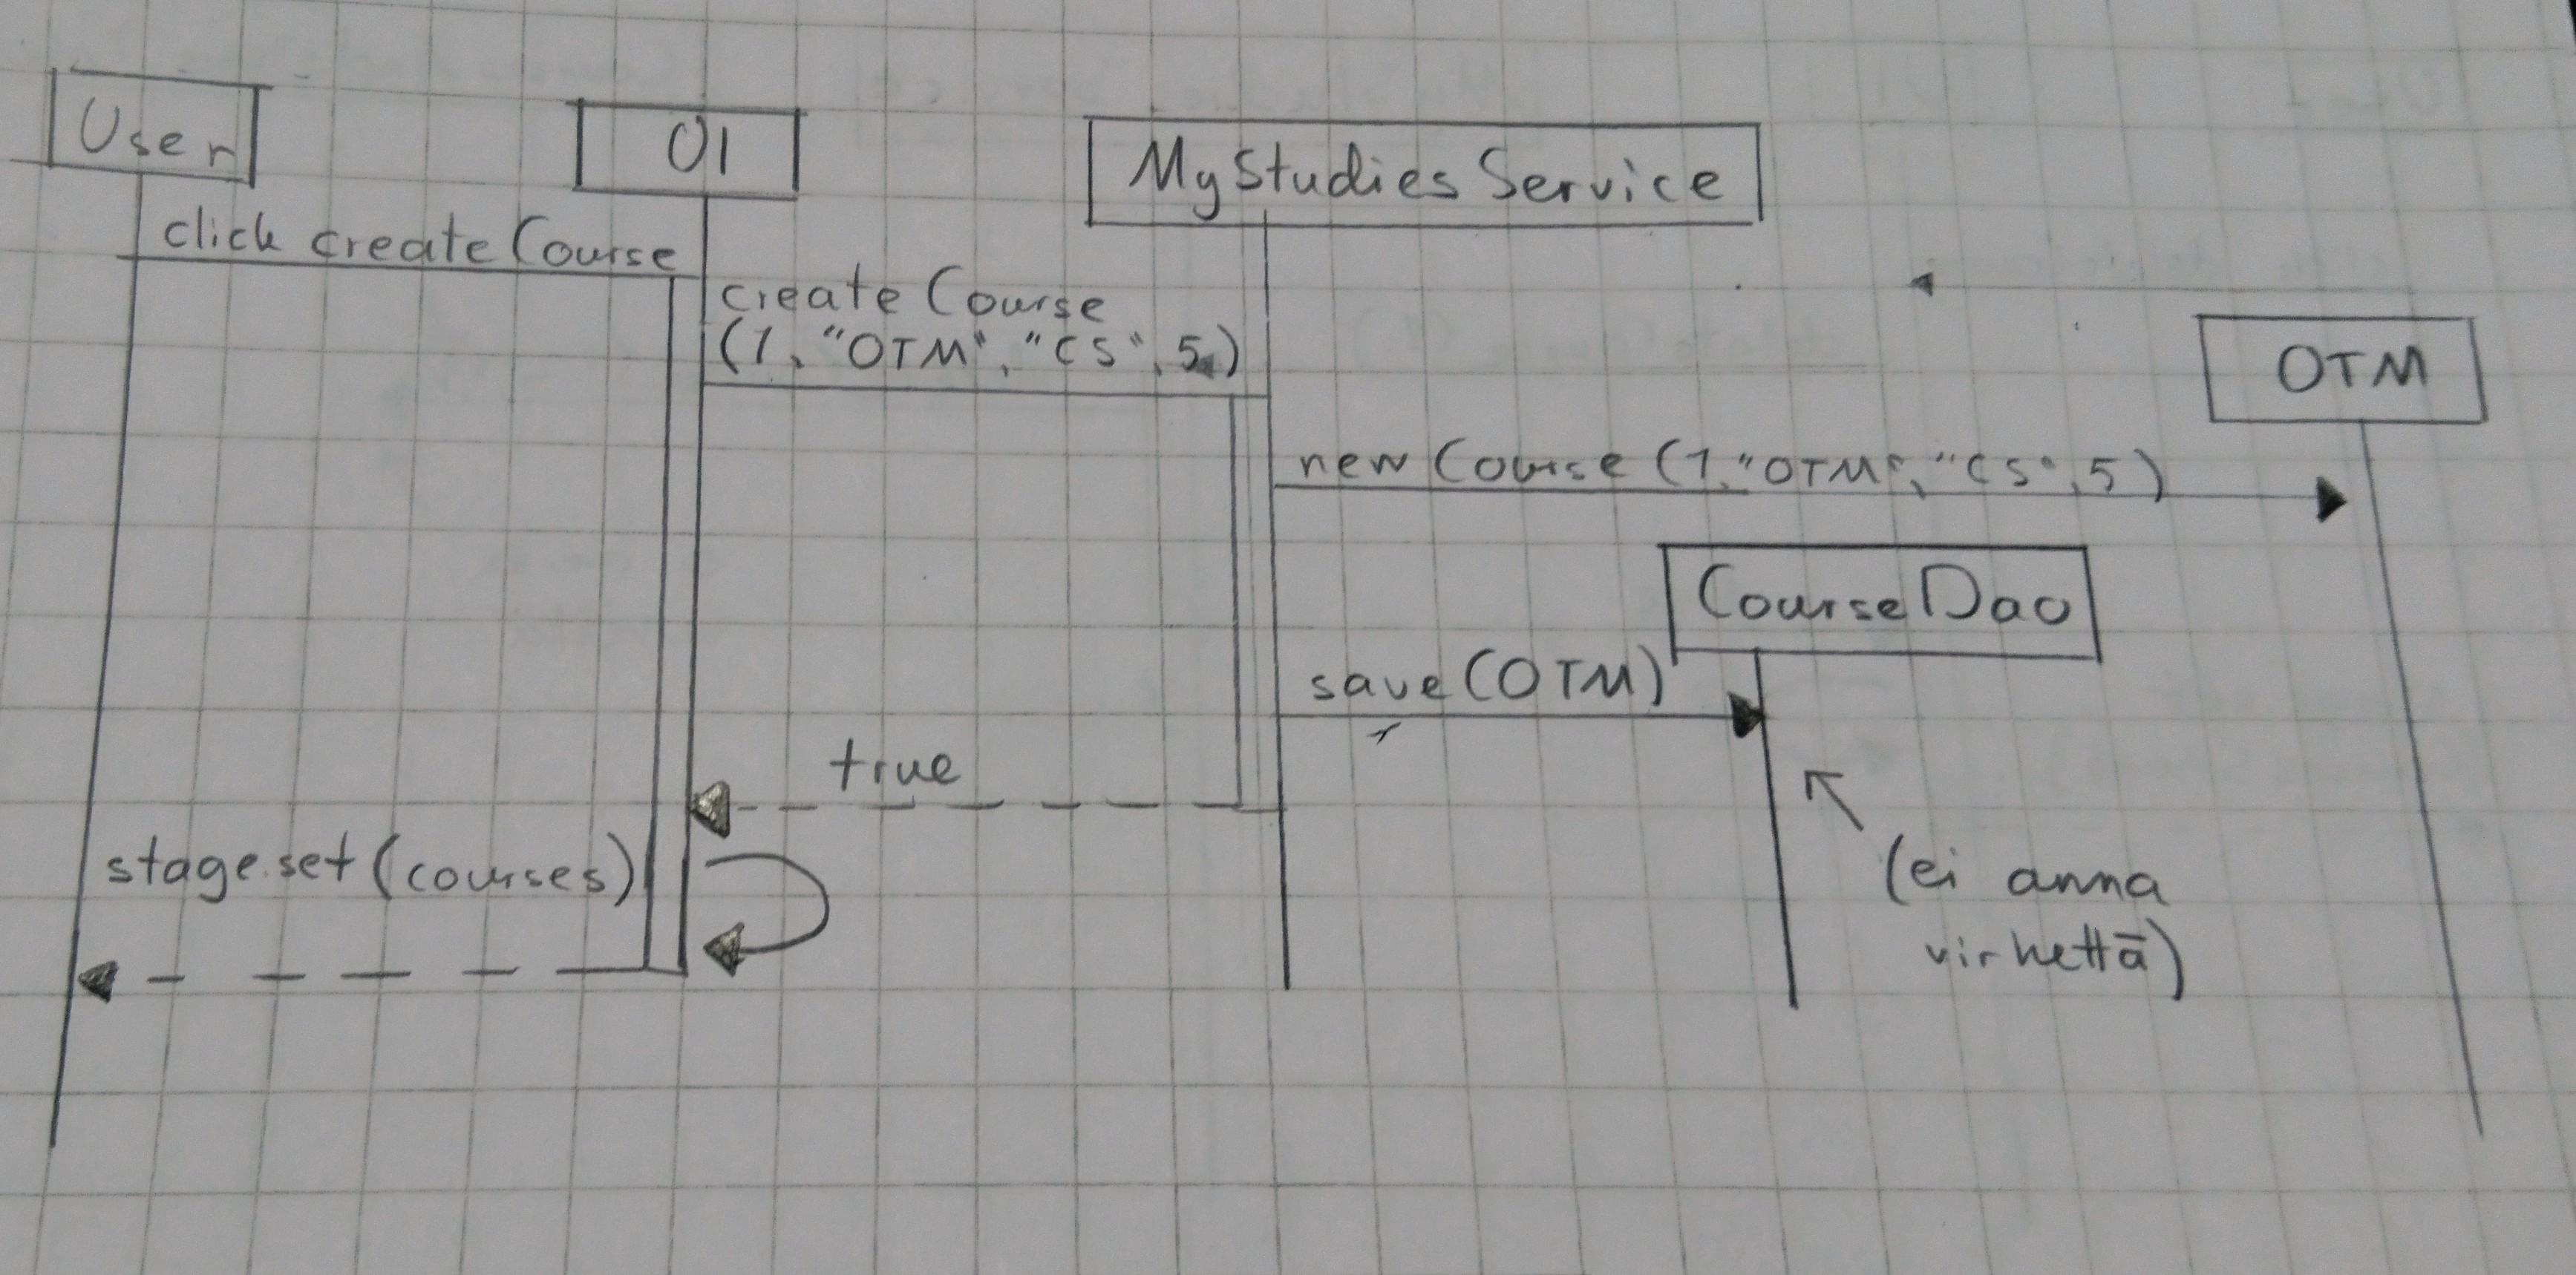 User
UI
MyStudiesService
click createCourse
createCourse
(1, "OTM", "CS", 5)
OTM
new Course (1, "OTM", "CS", 5)
CourseDao
save(OTM)
true
stage.set(courses)
(ei anna
virhettä)